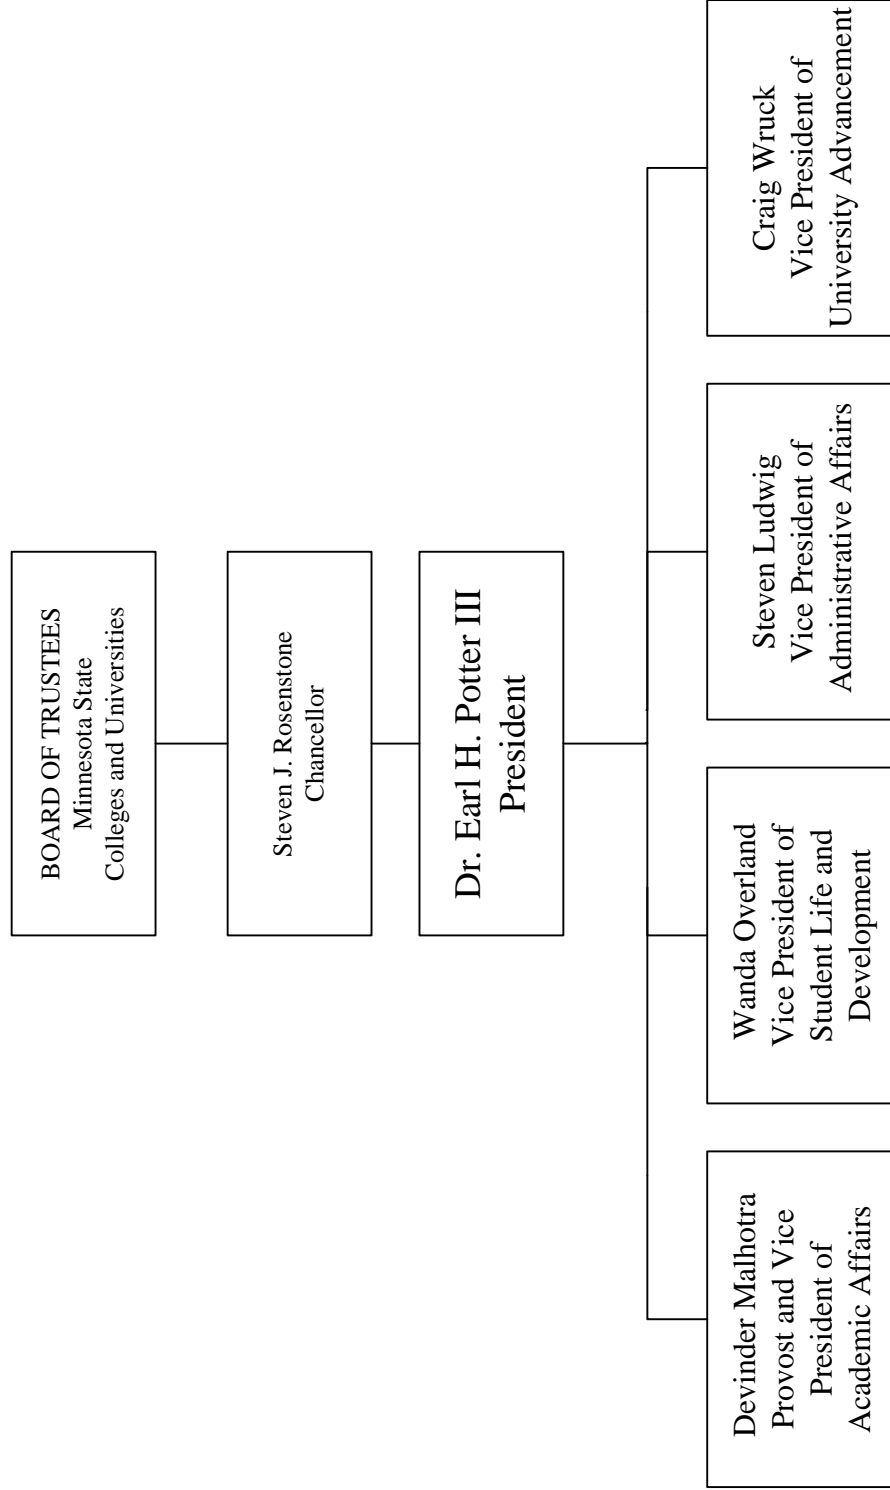 BOARD OF TRUSTEES
Minnesota State
Colleges and Universities
Steven J. Rosenstone
Chancellor
Dr. Earl H. Potter III
President
Devinder Malhotra
Provost and Vice
President of
Academic Affairs
Wanda Overland
Vice President of
Student Life and
Development
Steven Ludwig
Vice President of
Administrative Affairs
Craig Wruck
Vice President of
University Advancement